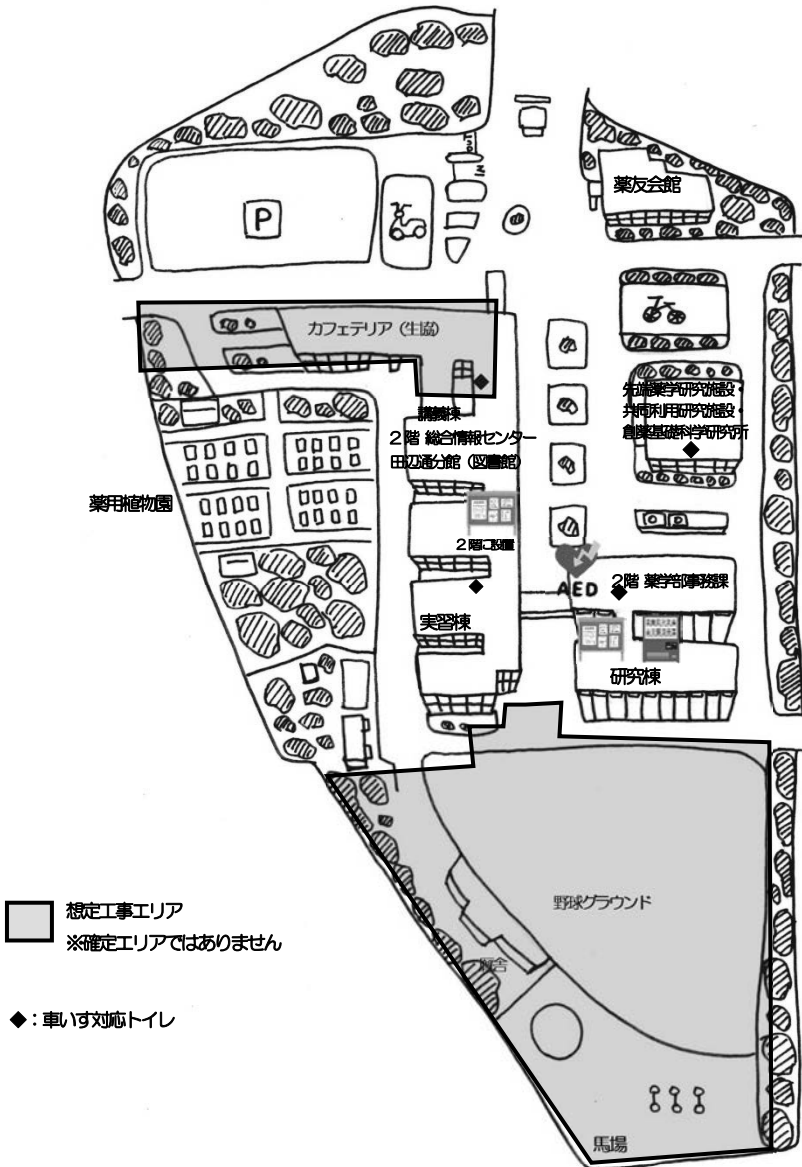 OUT
IN
薬友会館
P
カフェテリア(生協)
先端薬学研究施設・
共同利用研究施設・
創薬基礎科学研究所
講義棟
2階 総合情報センター
田辺通分館(図書館)
薬用植物園
2階に設置
AED
2階 薬学部事務課
実習棟
研究棟
野球グラウンド
厩舎
馬場
想定工事エリア
※確定エリアではありません
◆:車いす対応トイレ